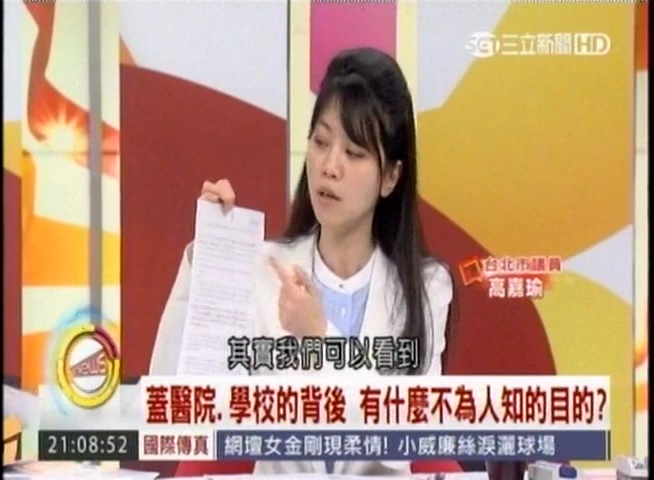 SET三立新聞HD
台北市議員
高嘉瑜
其實我們可以看到
蓋醫院.學校的背後 有什麼不為人知的目的?
21:08:52 國際傳真 網壇女金剛現柔情! 小威廉絲淚灑球場